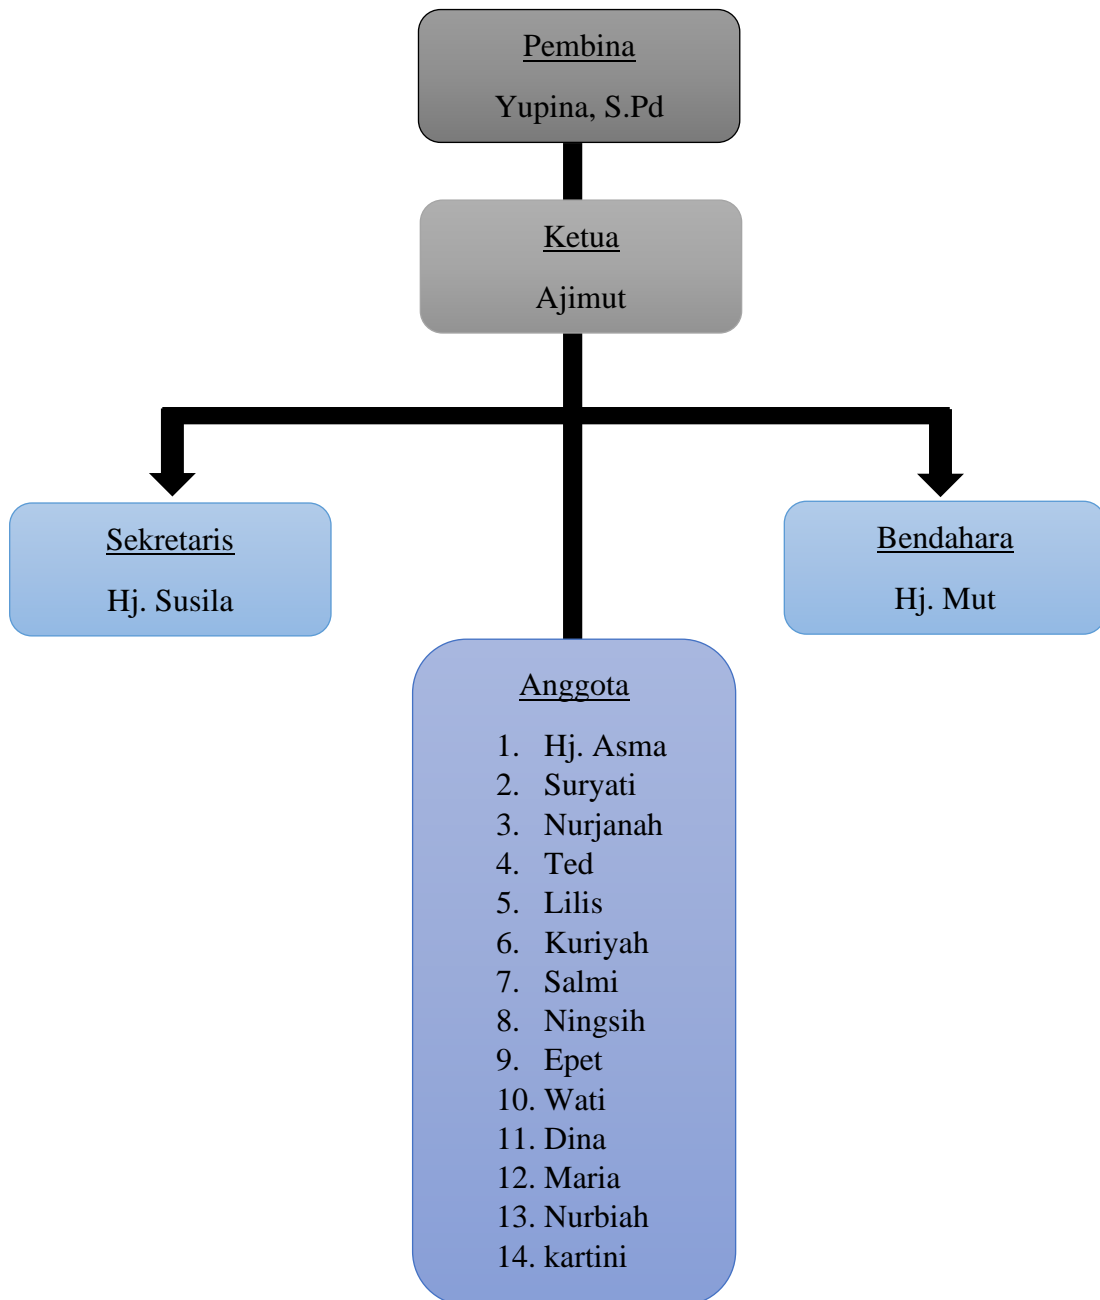 Pembina
Yupina, S.Pd
Ketua
Ajimut
Sekretaris
Hj. Susila
Bendahara
Hj. Mut
Anggota
1. Hj. Asma
2. Suryati
3. Nurjanah
4. Ted
5. Lilis
6. Kuriyah
7. Salmi
8. Ningsih
9. Epet
10. Wati
11. Dina
12. Maria
13. Nurbiah
14. kartini